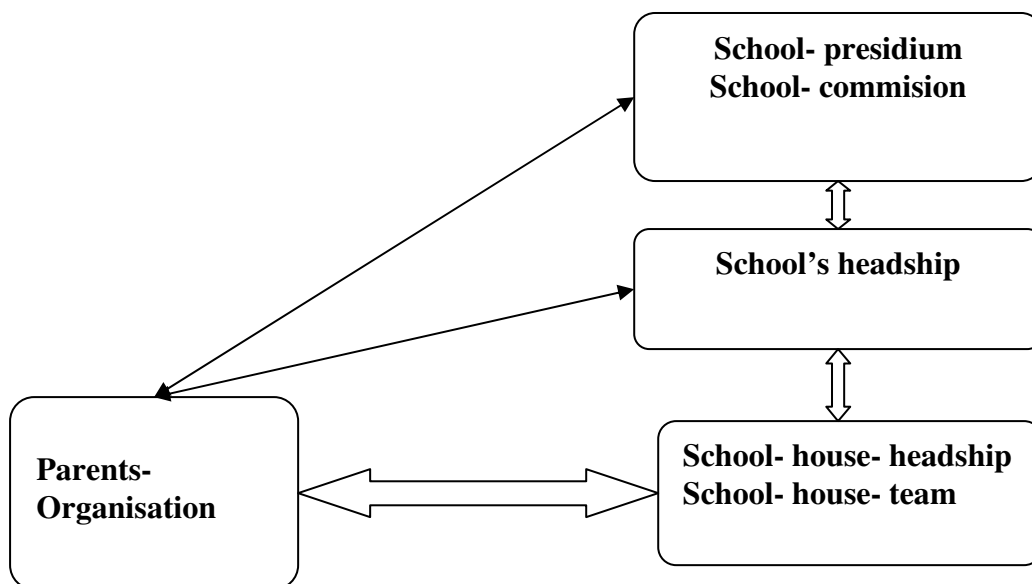 School- presidium
School- commision
School’s headship
Parents-
Organisation
School- house- headship
School- house- team